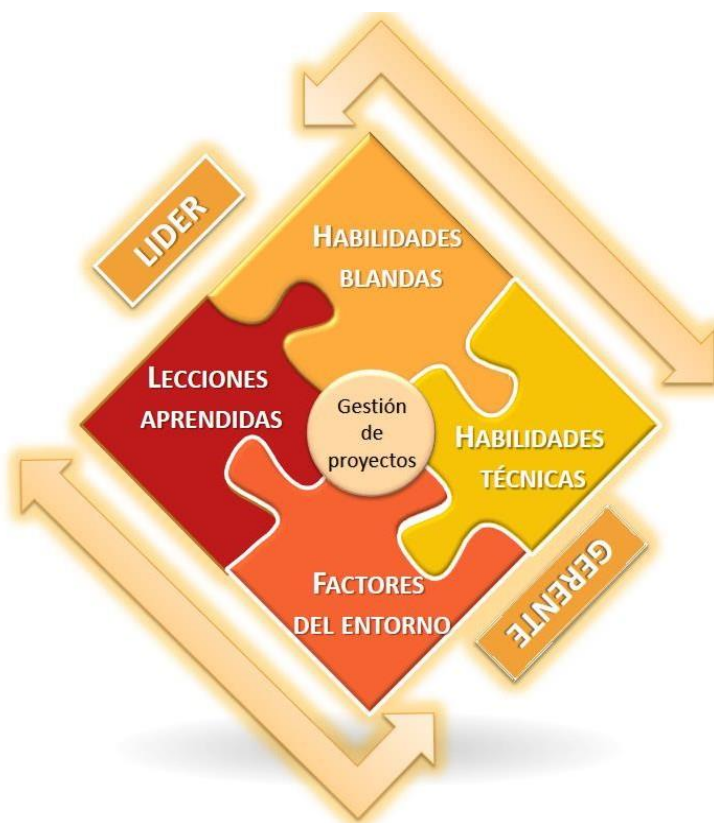 LIDER
HABILIDADES
BLANDAS
LECCIONES
APRENDIDAS
Gestión
de
proyectos
HABILIDADES
TÉCNICAS
FACTORES
DEL ENTORNO
GERENTE